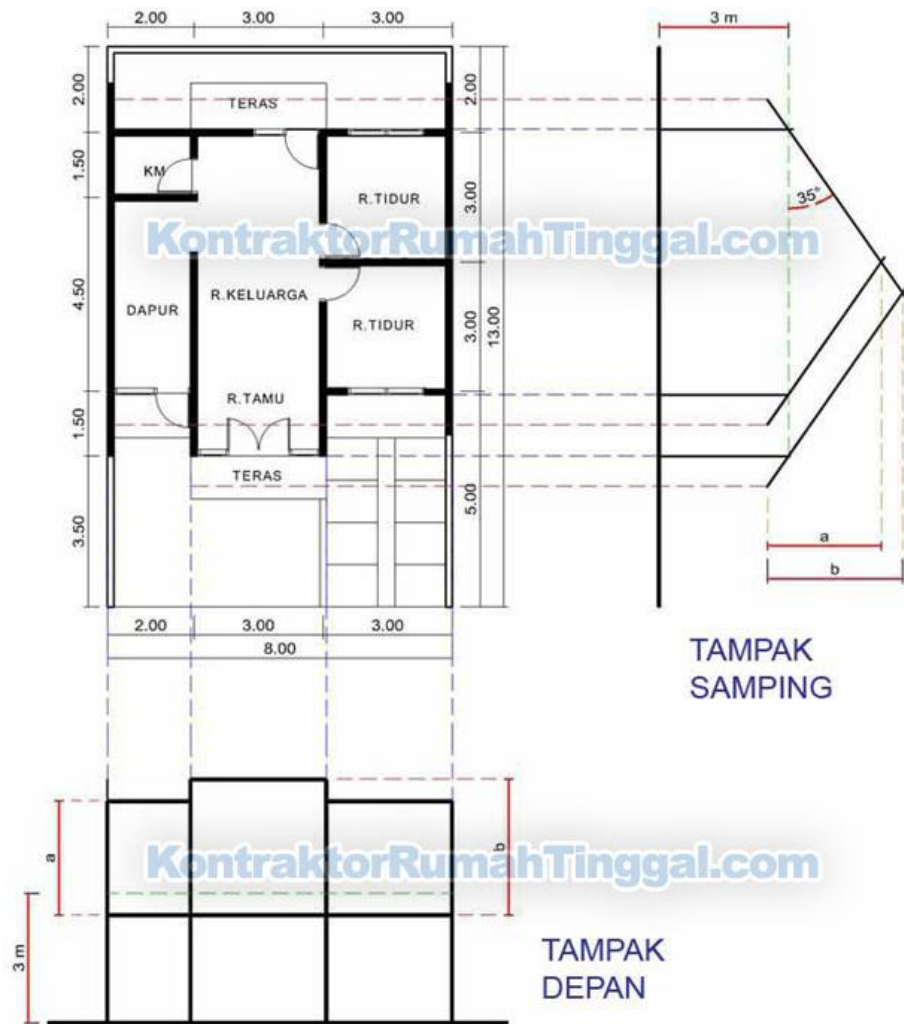 2.00 3.00 3.00
3 m
2.00
TERAS
2.00
1.50
KM
R.TIDUR
3.00
35°
KontraktorRumahTinggal.com
4.50
DAPUR
R.KELUARGA
R.TIDUR
3.00
13.00
R.TAMU
1.50
TERAS
5.00
3.50
a
b
2.00 3.00 3.00
8.00
TAMPAK
SAMPING
a
b
KontraktorRumahTinggal.com
3 m
TAMPAK
DEPAN